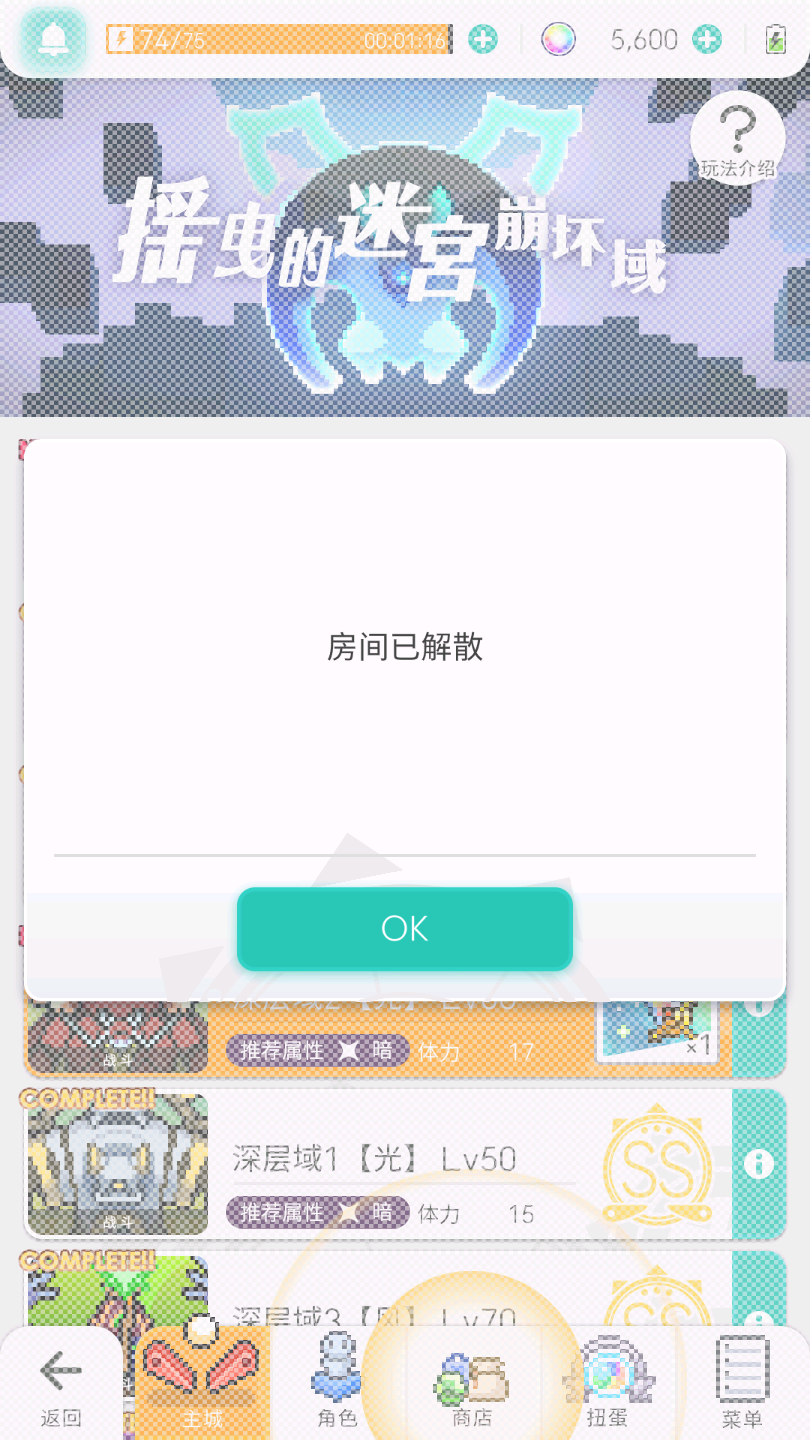 74/75 00:01:16
5,600
玩法介绍
摇曳的迷宫崩坏域
房间已解散
OK
战斗
推荐属性 暗 体力 17
×1
COMPLETE!!
深层域1【光】 Lv50
SS
战斗
推荐属性 暗 体力 15
COMPLETE!!
深层域3【风】 Lv70
返回
主城
角色
商店
扭蛋
菜单